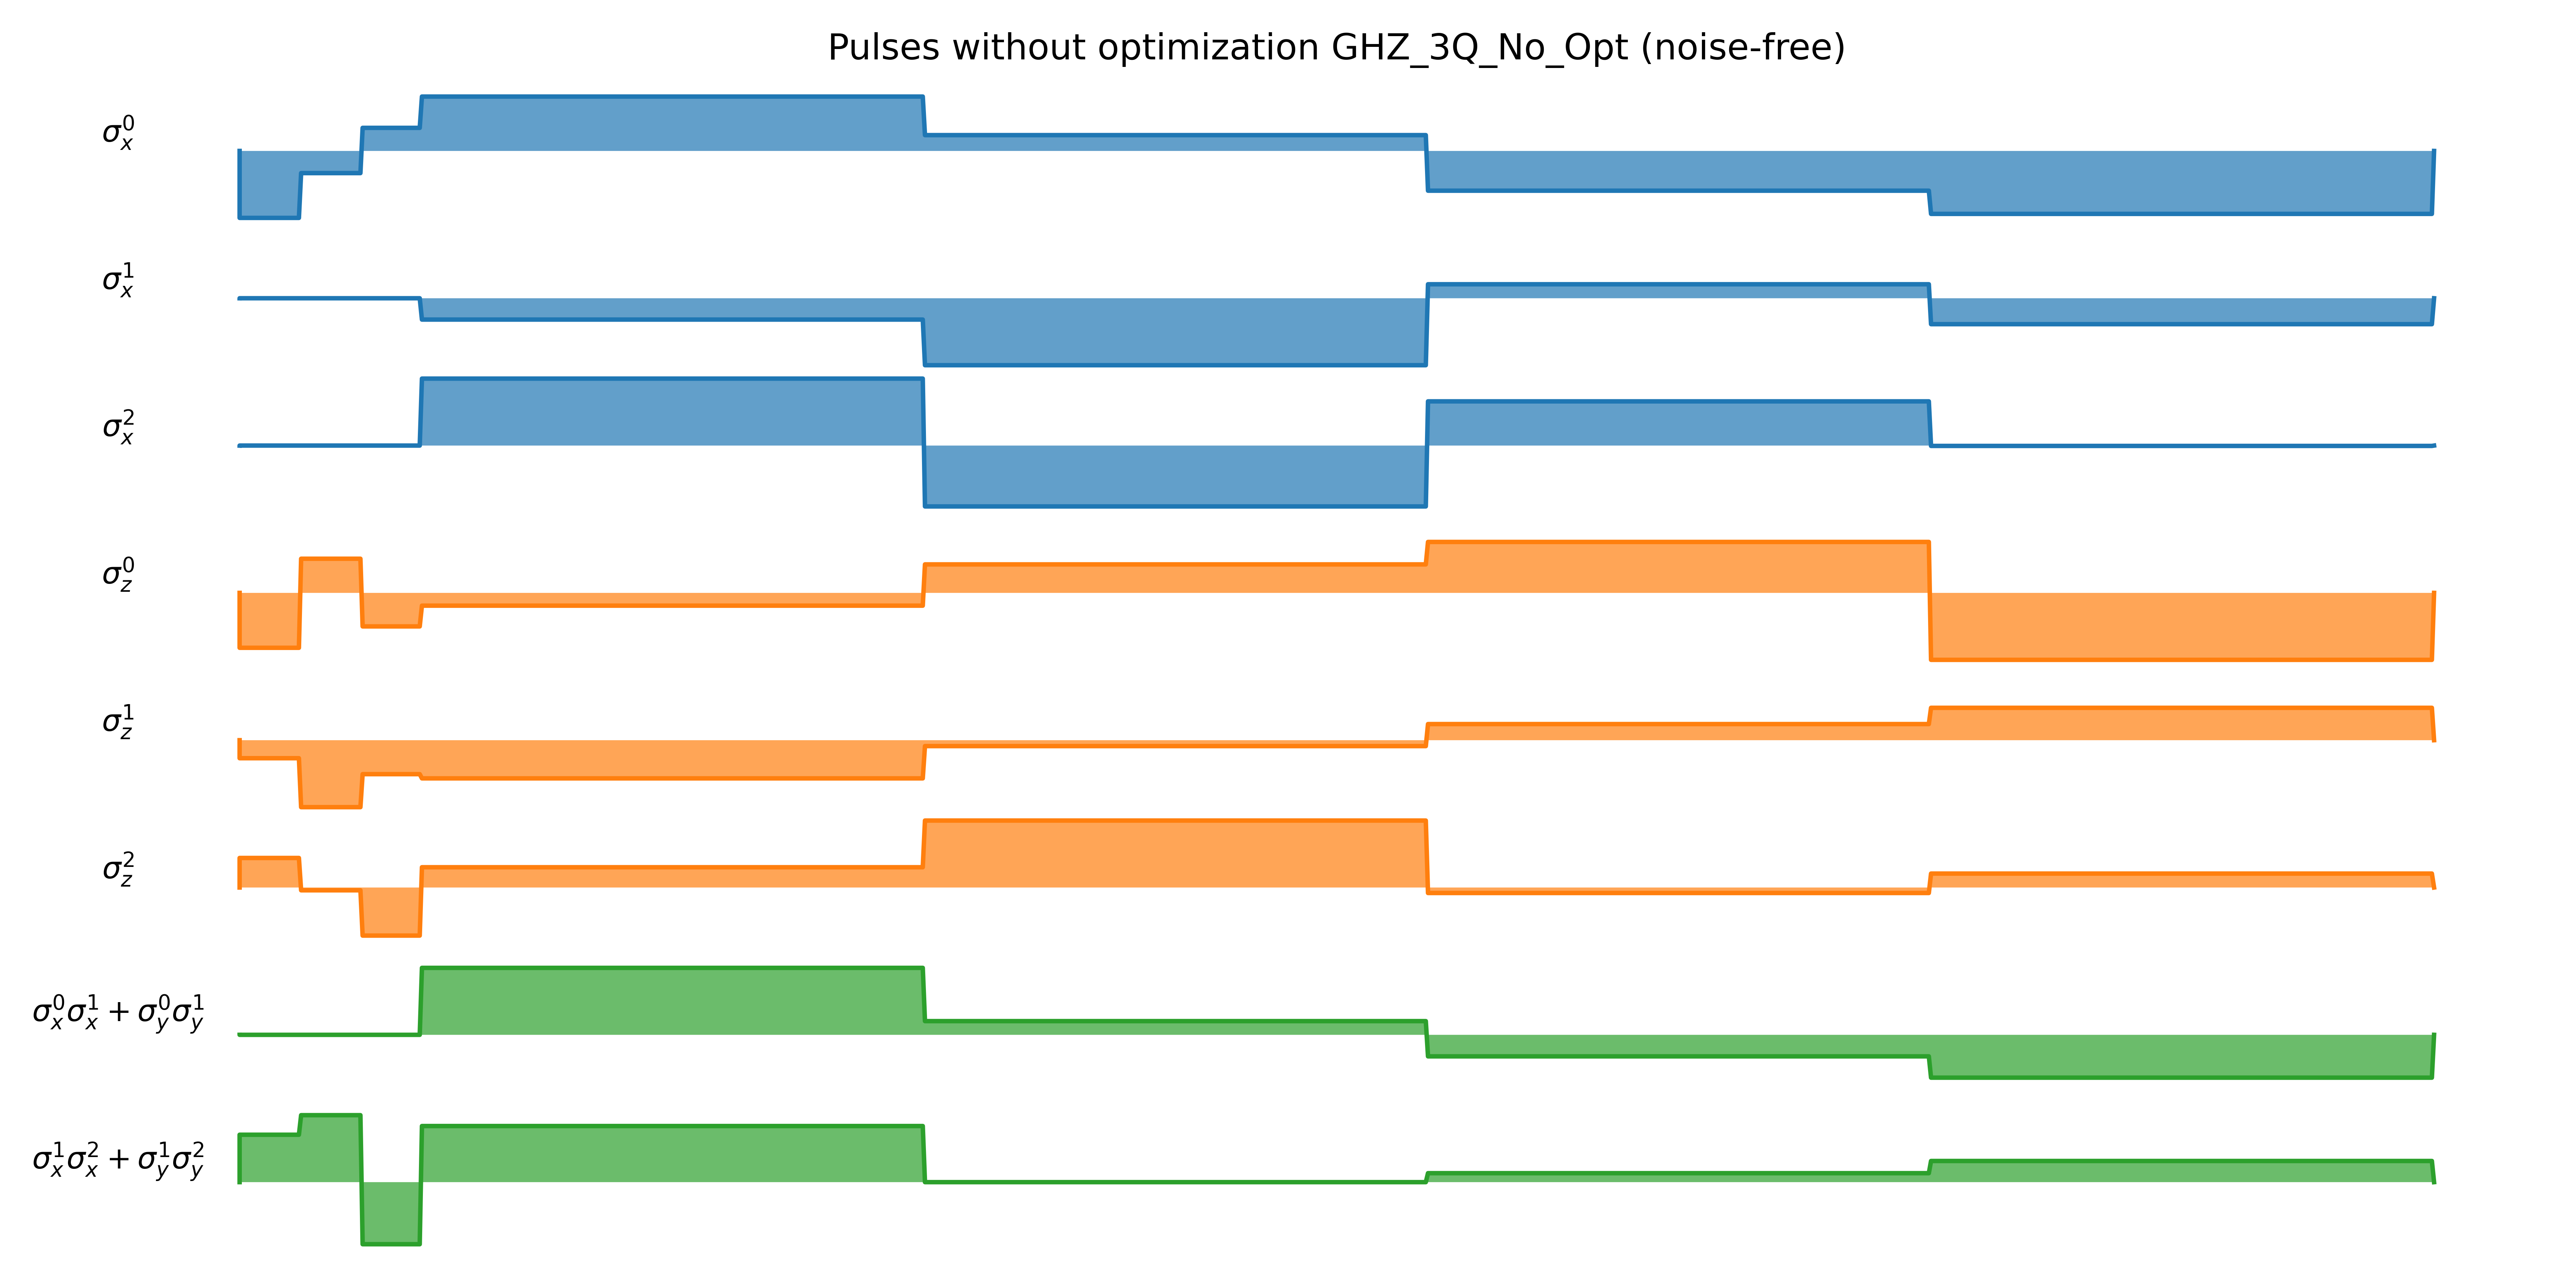 Pulses without optimization GHZ_3Q_No_Opt (noise-free)
$\sigma_x^0$
$\sigma_x^1$
$\sigma_x^2$
$\sigma_z^0$
$\sigma_z^1$
$\sigma_z^2$
$\sigma_x^0\sigma_x^1 + \sigma_y^0\sigma_y^1$
$\sigma_x^1\sigma_x^2 + \sigma_y^1\sigma_y^2$